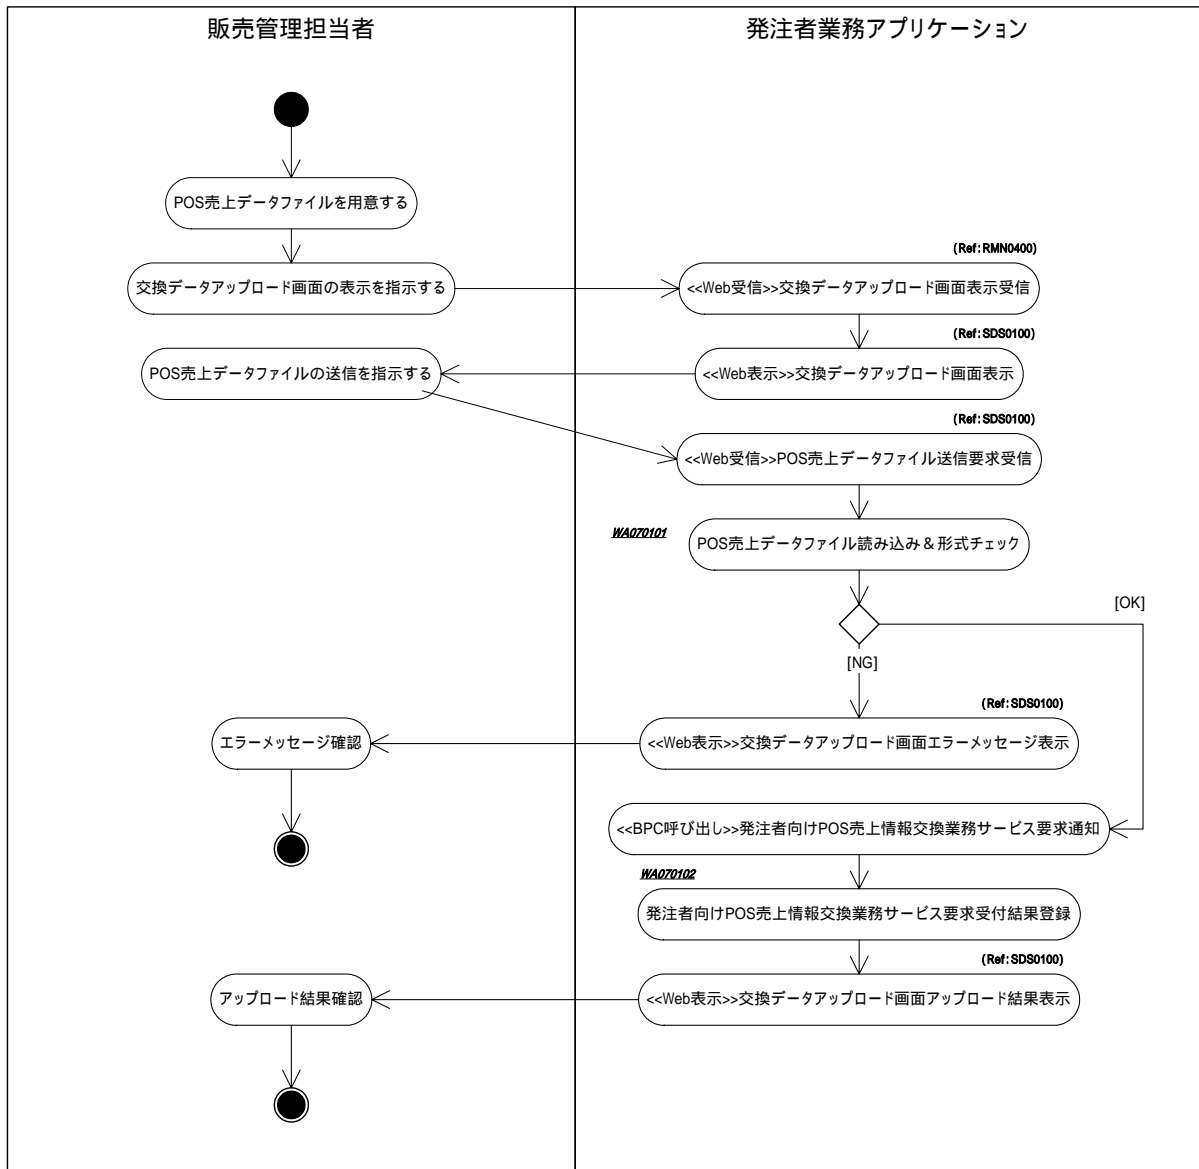 販売管理担当者
発注者業務アプリケーション
POS売上データファイルを用意する
(Ref:RMN0400)
交換データアップロード画面の表示を指示する
<<Web受信>>交換データアップロード画面表示受信
(Ref:SDS0100)
POS売上データファイルの送信を指示する
<<Web表示>>交換データアップロード画面表示
(Ref:SDS0100)
<<Web受信>>POS売上データファイル送信要求受信
WA070101
POS売上データファイル読み込み＆形式チェック
[OK]
[NG]
(Ref:SDS0100)
エラーメッセージ確認
<<Web表示>>交換データアップロード画面エラーメッセージ表示
<<BPC呼び出し>>発注者向けPOS売上情報交換業務サービス要求通知
WA070102
発注者向けPOS売上情報交換業務サービス要求受付結果登録
(Ref:SDS0100)
アップロード結果確認
<<Web表示>>交換データアップロード画面アップロード結果表示